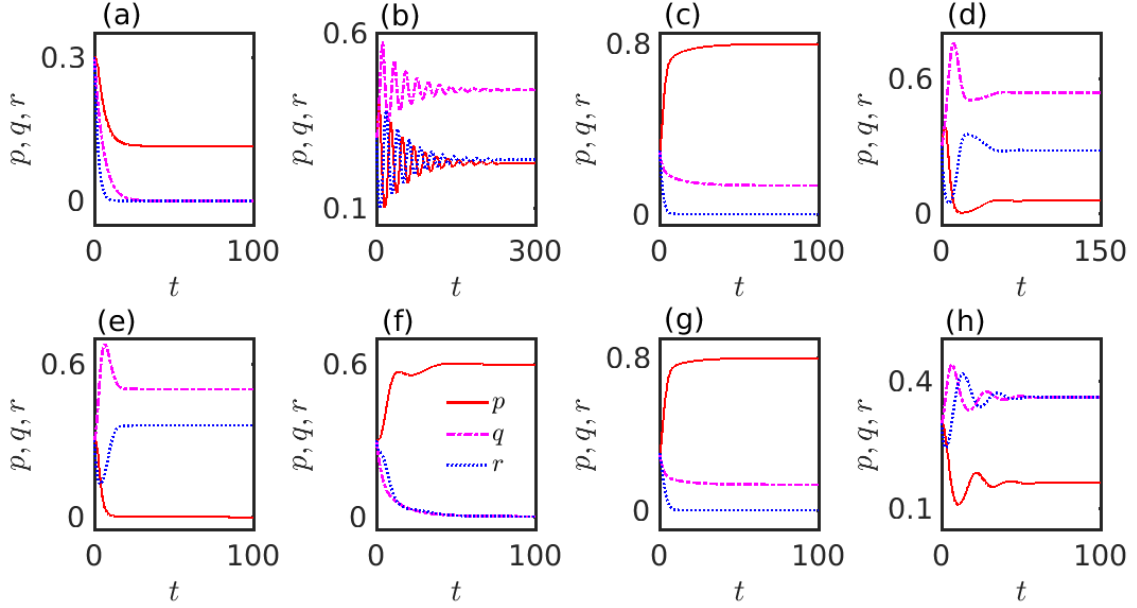 (a) (b) (c) (d)
0.3 0.6 0.8 0.6
p, q, r p, q, r p, q, r p, q, r
0 0.1 0 0
0 100 0 300 0 100 0 150
t t t t
(e) (f) (g) (h)
0.6 0.6 0.8 0.4
p, q, r p, q, r p, q, r p, q, r
p
q
r
0 0 0 0.1
0 100 0 100 0 100 0 100
t t t t